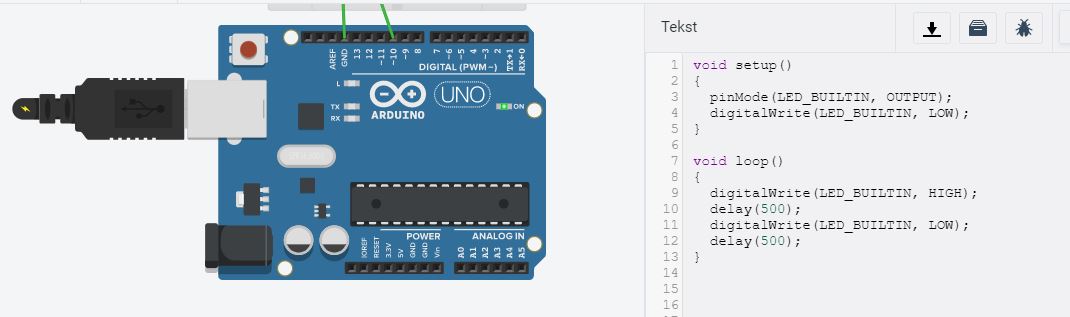 Tekst
AREF
GND
13
12
~11
~10
~9
8
7
~6
~5
4
~3
2
TX→1
RX←0
DIGITAL (PWM~)
L
TX
RX
UNO
ON
ARDUINO
POWER
ANALOG IN
IOREF
RESET
3.3V
5V
GND
GND
Vin
A0
A1
A2
A3
A4
A5
1 void setup()
2 {
3 pinMode(LED_BUILTIN, OUTPUT);
4 digitalWrite(LED_BUILTIN, LOW);
5 }
6
7 void loop()
8 {
9 digitalWrite(LED_BUILTIN, HIGH);
10 delay(500);
11 digitalWrite(LED_BUILTIN, LOW);
12 delay(500);
13 }
14
15
16